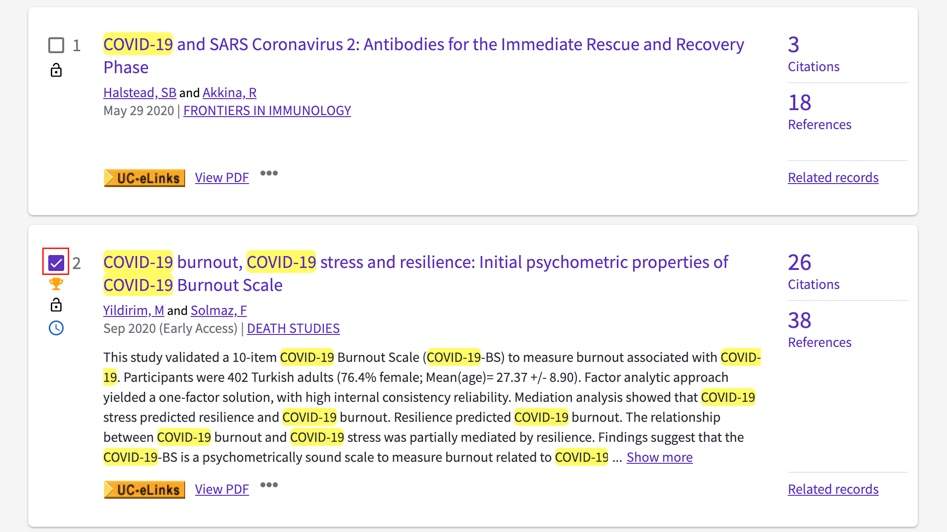 1
COVID-19 and SARS Coronavirus 2: Antibodies for the Immediate Rescue and Recovery
Phase
Halstead, SB and Akkina, R
May 29 2020 | FRONTIERS IN IMMUNOLOGY
UC-eLinks View PDF •••
3
Citations
18
References
Related records
2
COVID-19 burnout, COVID-19 stress and resilience: Initial psychometric properties of
COVID-19 Burnout Scale
Yildirim, M and Solmaz, F
Sep 2020 (Early Access) | DEATH STUDIES
This study validated a 10-item COVID-19 Burnout Scale (COVID-19-BS) to measure burnout associated with COVID-
19. Participants were 402 Turkish adults (76.4% female; Mean(age)= 27.37 +/- 8.90). Factor analytic approach
yielded a one-factor solution, with high internal consistency reliability. Mediation analysis showed that COVID-19
stress predicted resilience and COVID-19 burnout. Resilience predicted COVID-19 burnout. The relationship
between COVID-19 burnout and COVID-19 stress was partially mediated by resilience. Findings suggest that the
COVID-19-BS is a psychometrically sound scale to measure burnout related to COVID-19 ... Show more
UC-eLinks View PDF •••
26
Citations
38
References
Related records